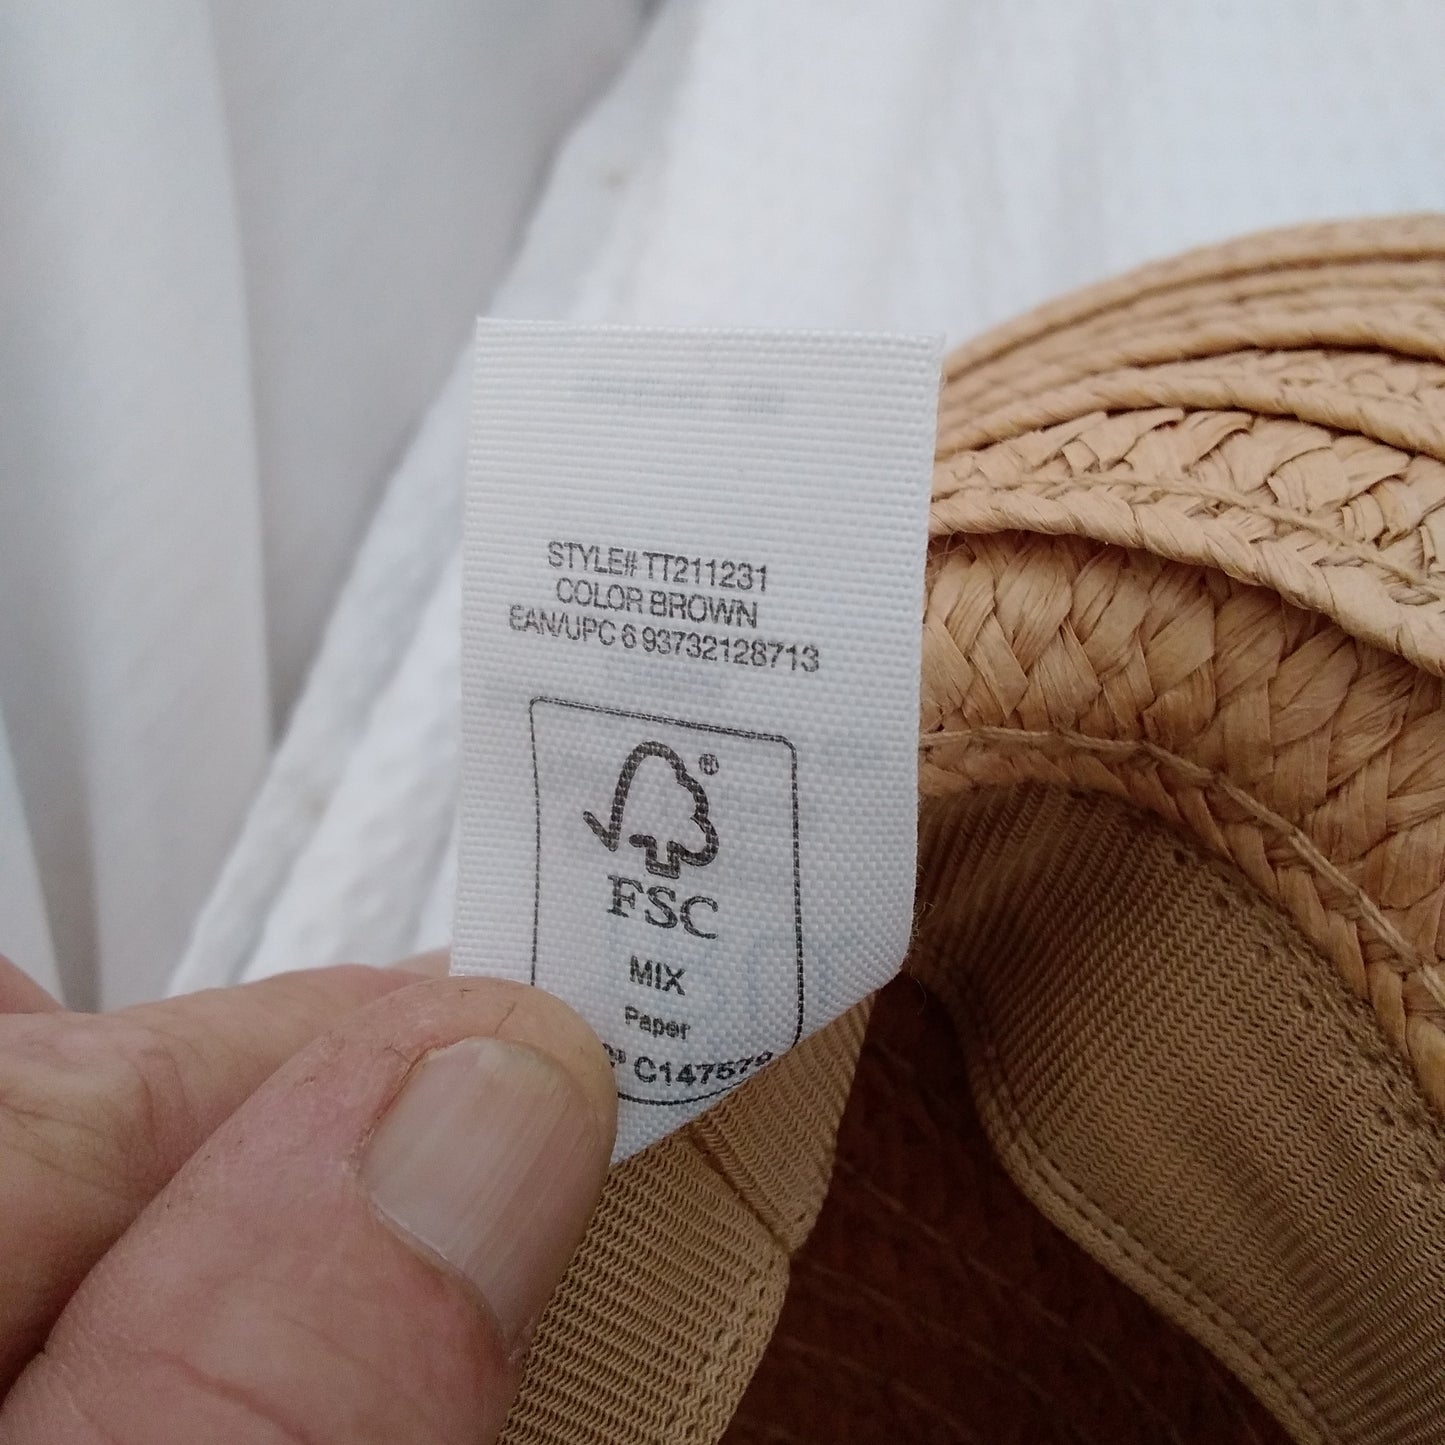 STYLE# TT211231
COLOR BROWN
EAN/UPC 6 93732128713
®
FSC
MIX
Paper
C147579